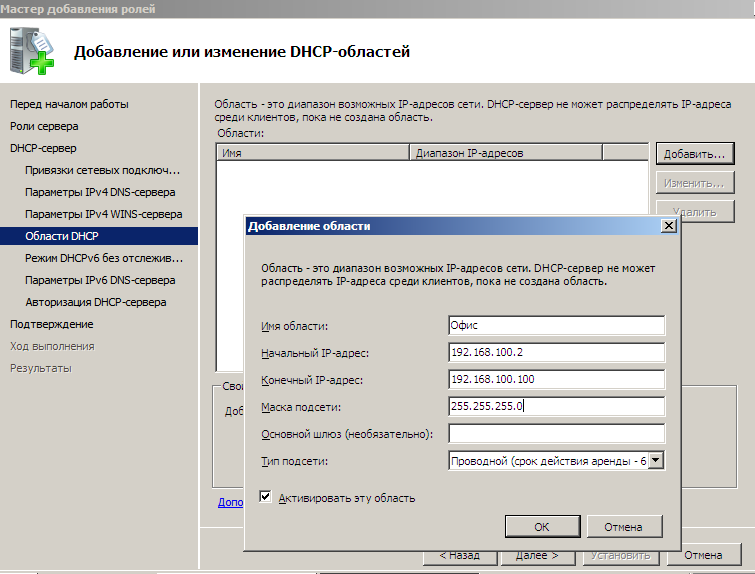 Мастер добавления ролей
Добавление или изменение DHCP-областей
Перед началом работы
Роли сервера
DHCP-сервер
Привязки сетевых подключ...
Параметры IPv4 DNS-сервера
Параметры IPv4 WINS-сервера
Области DHCP
Режим DHCPv6 без отслежив...
Параметры IPv6 DNS-сервера
Авторизация DHCP-сервера
Подтверждение
Ход выполнения
Результаты
Область - это диапазон возможных IP-адресов сети. DHCP-сервер не может распределять IP-адреса
среди клиентов, пока не создана область.
Области:
Имя Диапазон IP-адресов
Добавить...
Изменить...
Удалить
Добавление области
Область - это диапазон возможных IP-адресов сети. DHCP-сервер не может
распределять IP-адреса среди клиентов, пока не создана область.
Имя области: Офис
Начальный IP-адрес: 192.168.100.2
Конечный IP-адрес: 192.168.100.100
Маска подсети: 255.255.255.0
Основной шлюз (необязательно):
Тип подсети: Проводной (срок действия аренды - 6
Активировать эту область
ОК Отмена
Сво
Доб
Допо
< Назад Далее > Установить Отмена